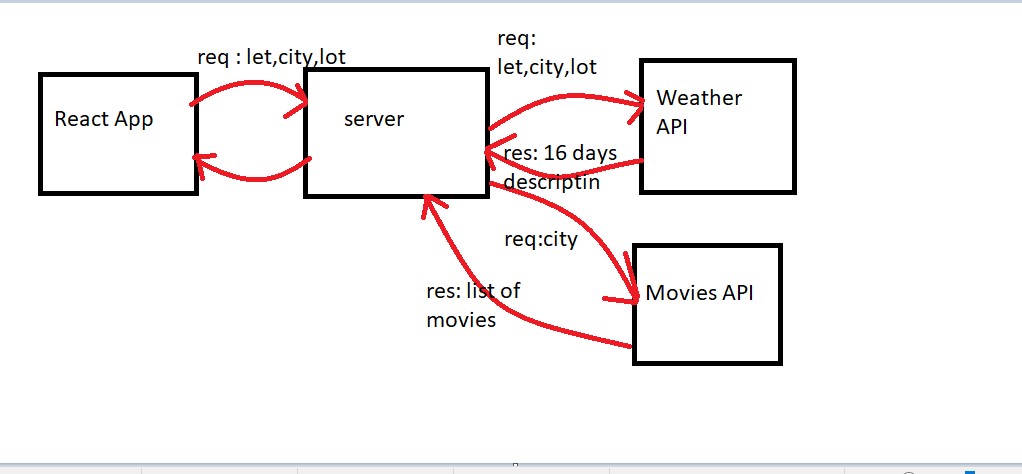 req : let,city,lot
req:
let,city,lot
React App
server
Weather
API
res: 16 days
descriptin
req:city
res: list of
movies
Movies API